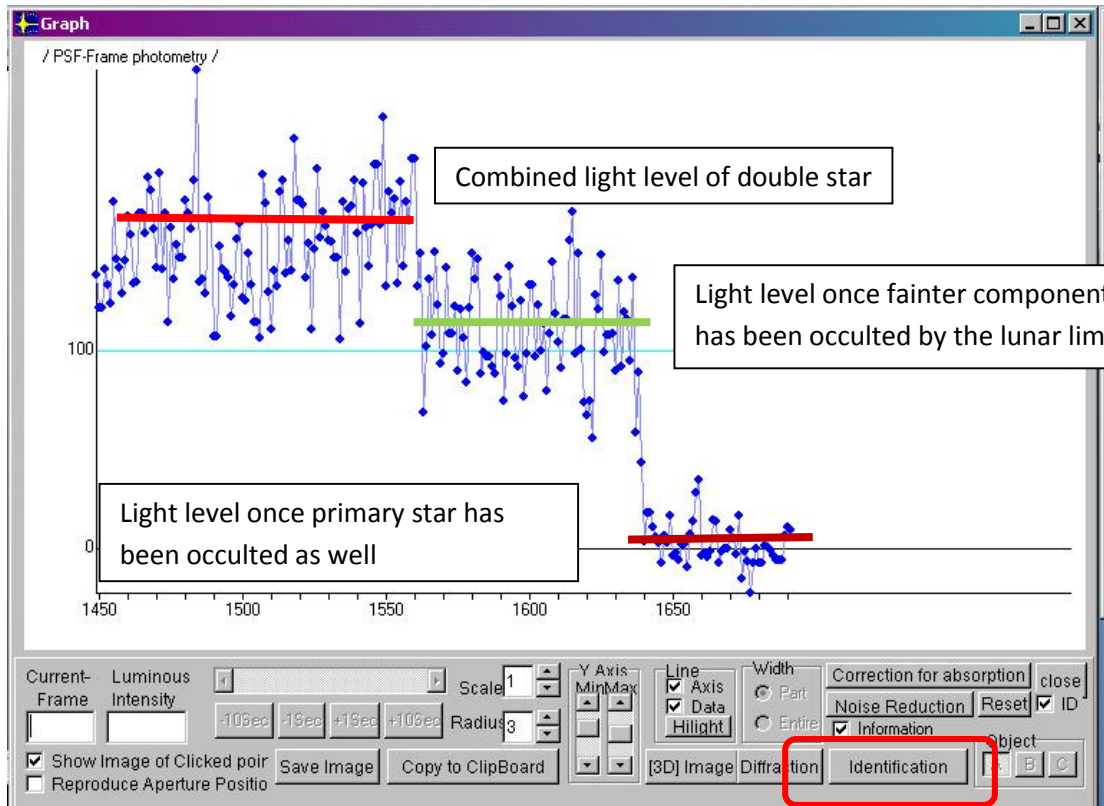 Graph
/ PSF-Frame photometry /
Combined light level of double star
Light level once fainter component
has been occulted by the lunar lim
100
Light level once primary star has
been occulted as well
0
1450 1500 1550 1600 1650
Current-Frame
Luminous Intensity
-10Sec -1Sec +1Sec +10Sec
Scale 1
Radius 3
Y Axis
Min Max
Line
Axis
Data
Hilight
Width
Part
Entire
Correction for absorption
close
Noise Reduction Reset ID
Information
Object
A B C
Show Image of Clicked poir
Reproduce Aperture Positio
Save Image
Copy to ClipBoard
[3D] Image
Diffraction
Identification